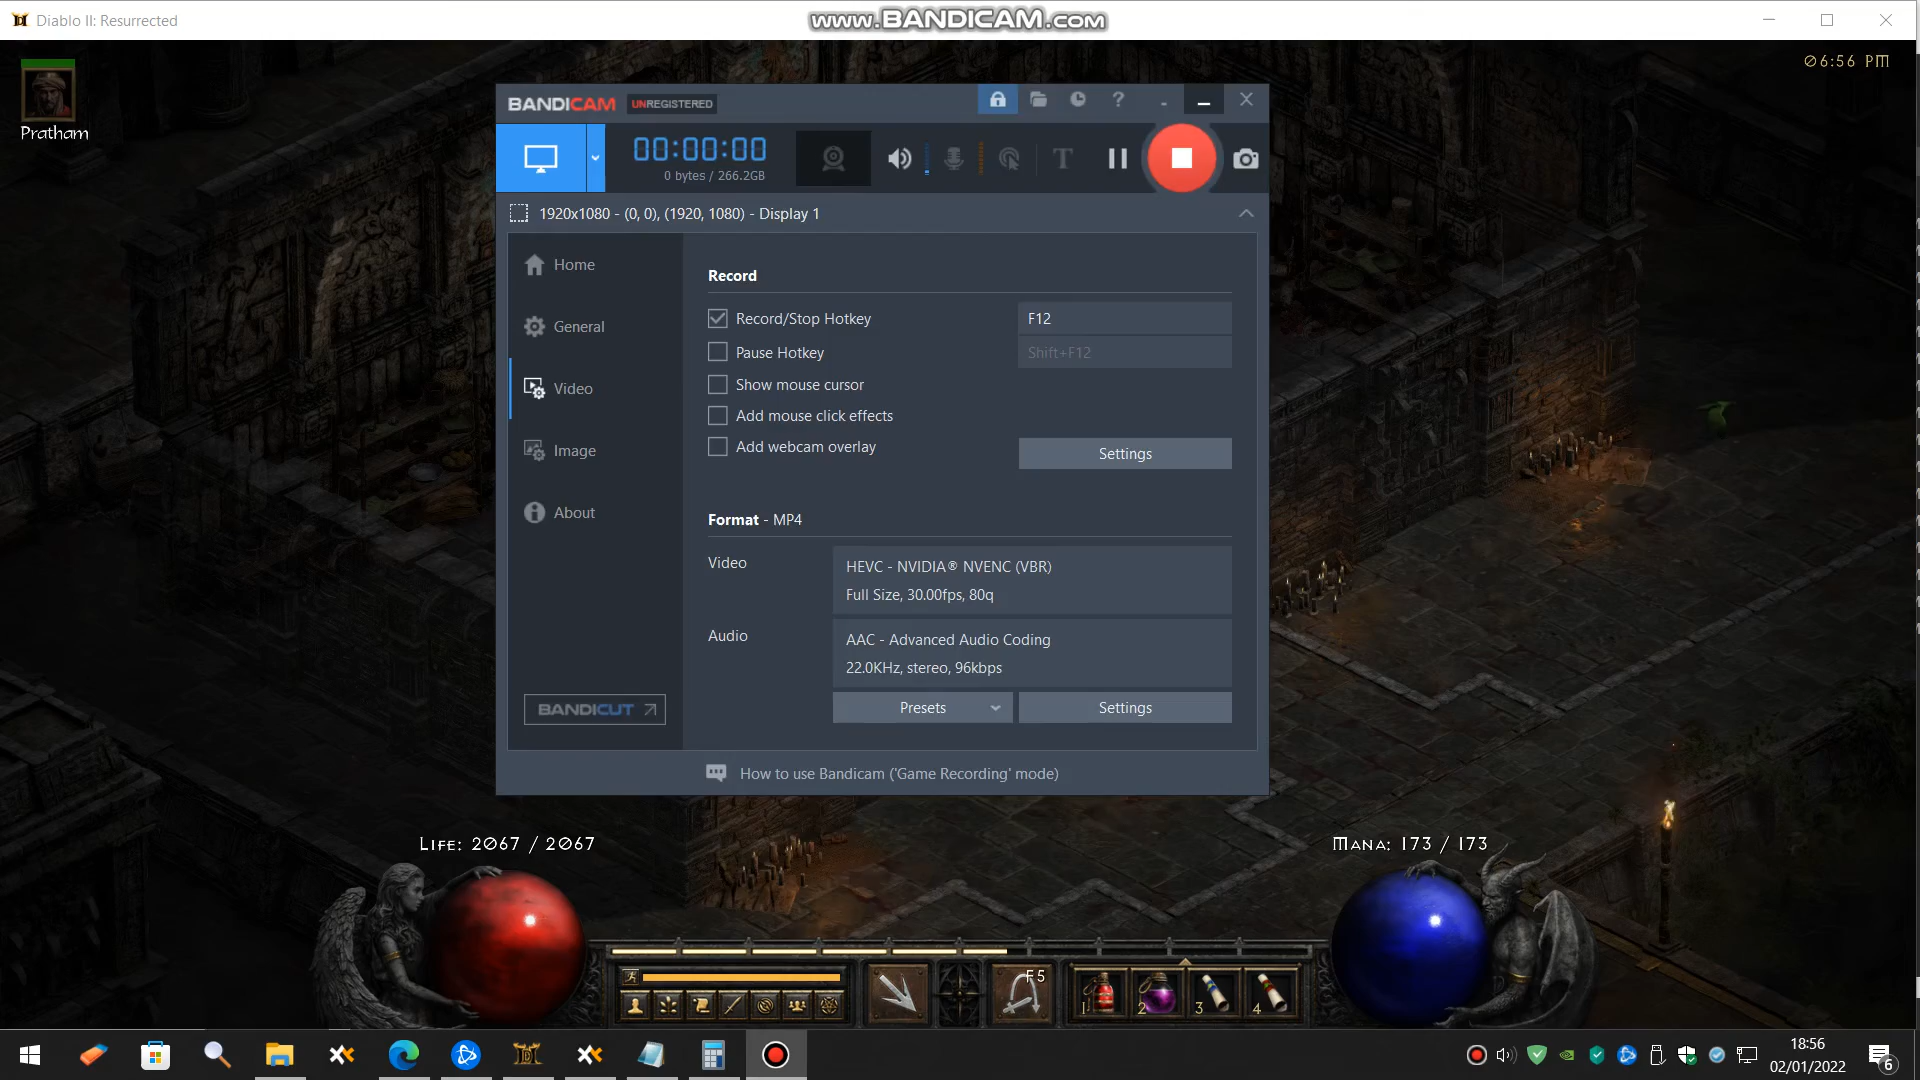 Diablo II: Resurrected
www.BANDICAM.com
06:56 PM
Pratham
BANDICAM UNREGISTERED
?
00:00:00
0 bytes / 266.2GB
T
1920x1080 - (0, 0), (1920, 1080) - Display 1
Home
General
Video
Image
About
BANDICUT
Record
Record/Stop Hotkey F12
Pause Hotkey Shift+F12
Show mouse cursor
Add mouse click effects
Add webcam overlay
Settings
Format - MP4
Video
HEVC - NVIDIA® NVENC (VBR)
Full Size, 30.00fps, 80q
Audio
AAC - Advanced Audio Coding
22.0KHz, stereo, 96kbps
Presets Settings
How to use Bandicam ('Game Recording' mode)
Life: 2067 / 2067
Mana: 173 / 173
F5
1 2 3 4
18:56
02/01/2022
6